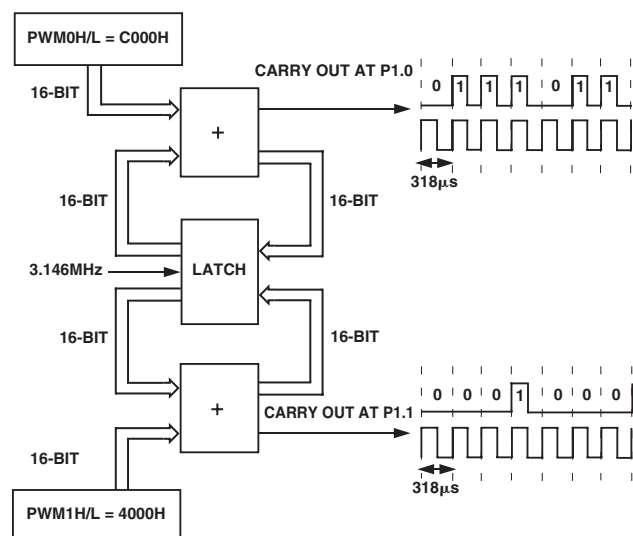 PWM0H/L = C000H
16-BIT
CARRY OUT AT P1.0
0 1 1 1 0 1 1
+
318μs
16-BIT
16-BIT
3.146MHz
LATCH
16-BIT
16-BIT
+
CARRY OUT AT P1.1
0 0 0 1 0 0 0
16-BIT
318μs
PWM1H/L = 4000H